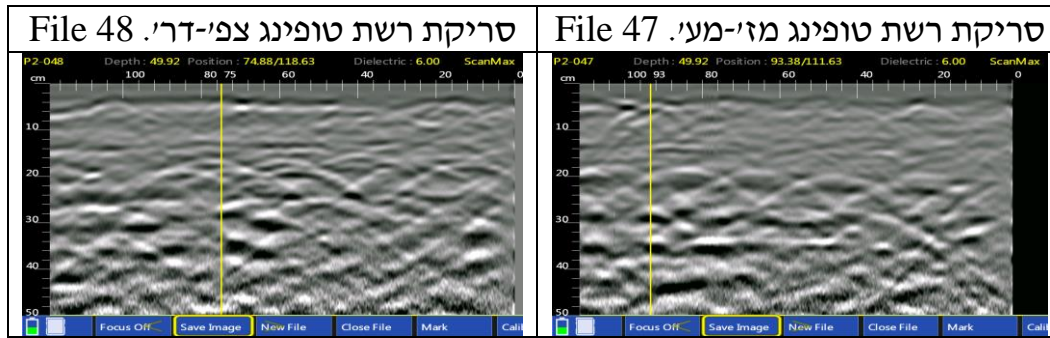 סריקת רשת טופינג מז׳-מע׳. File 47
סריקת רשת טופינג צפ׳-דר׳. File 48
P2-048 Depth : 49.92 Position : 74.88/118.63 Dielectric : 6.00 ScanMax
cm 100 80 75 60 40 20 0
10
20
30
40
50
Focus Off Save Image New File Close File Mark Cali
P2-047 Depth : 49.92 Position : 93.38/111.63 Dielectric : 6.00 ScanMax
cm 100 93 80 60 40 20 0
10
20
30
40
50
Focus Off Save Image New File Close File Mark Cali